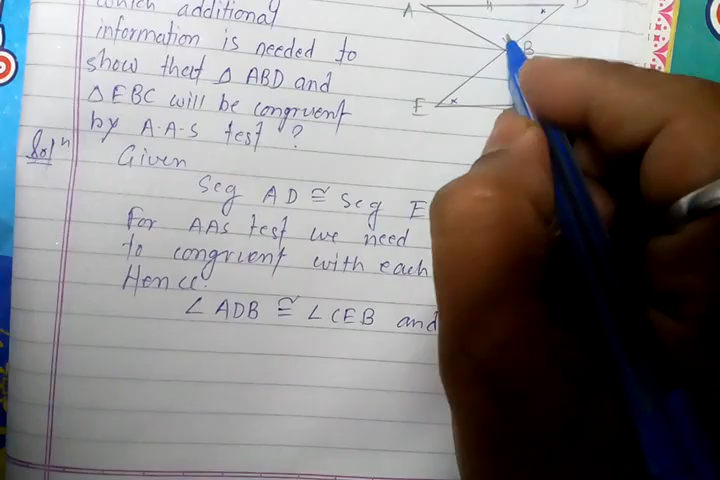 which additional
information is needed to
show that Δ ABD and
Δ EBC will be congruent
by A-A-S test ?
A
D
B
E
Solⁿ
Given
Seg AD ≅ Seg E
For AAS test we need
to congruent with each
Hence.
∠ ADB ≅ ∠ CEB and